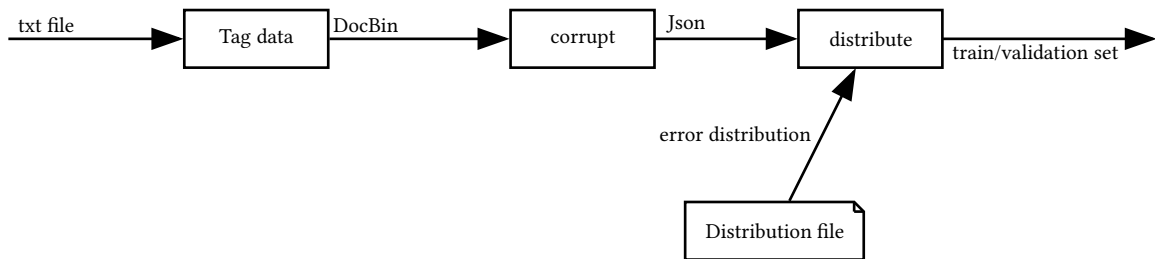 txt file
Tag data
DocBin
corrupt
Json
distribute
train/validation set
error distribution
Distribution file